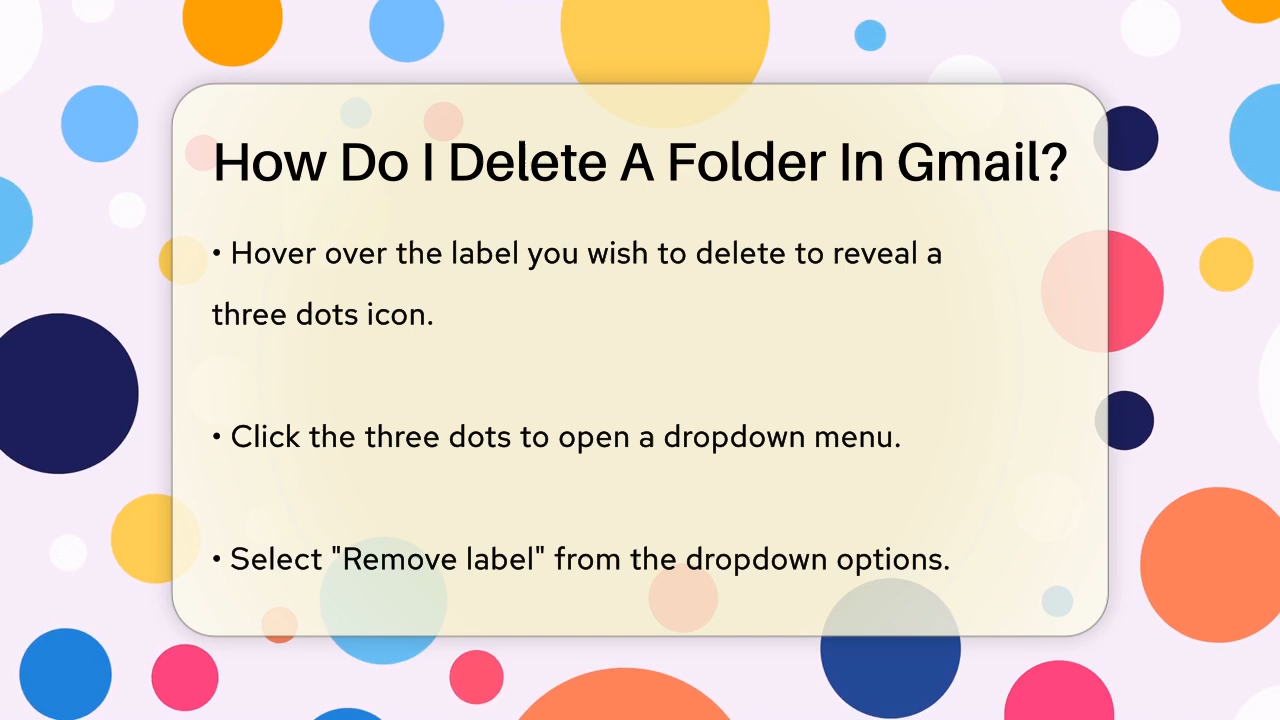 How Do I Delete A Folder In Gmail?
• Hover over the label you wish to delete to reveal a
three dots icon.
• Click the three dots to open a dropdown menu.
• Select "Remove label" from the dropdown options.